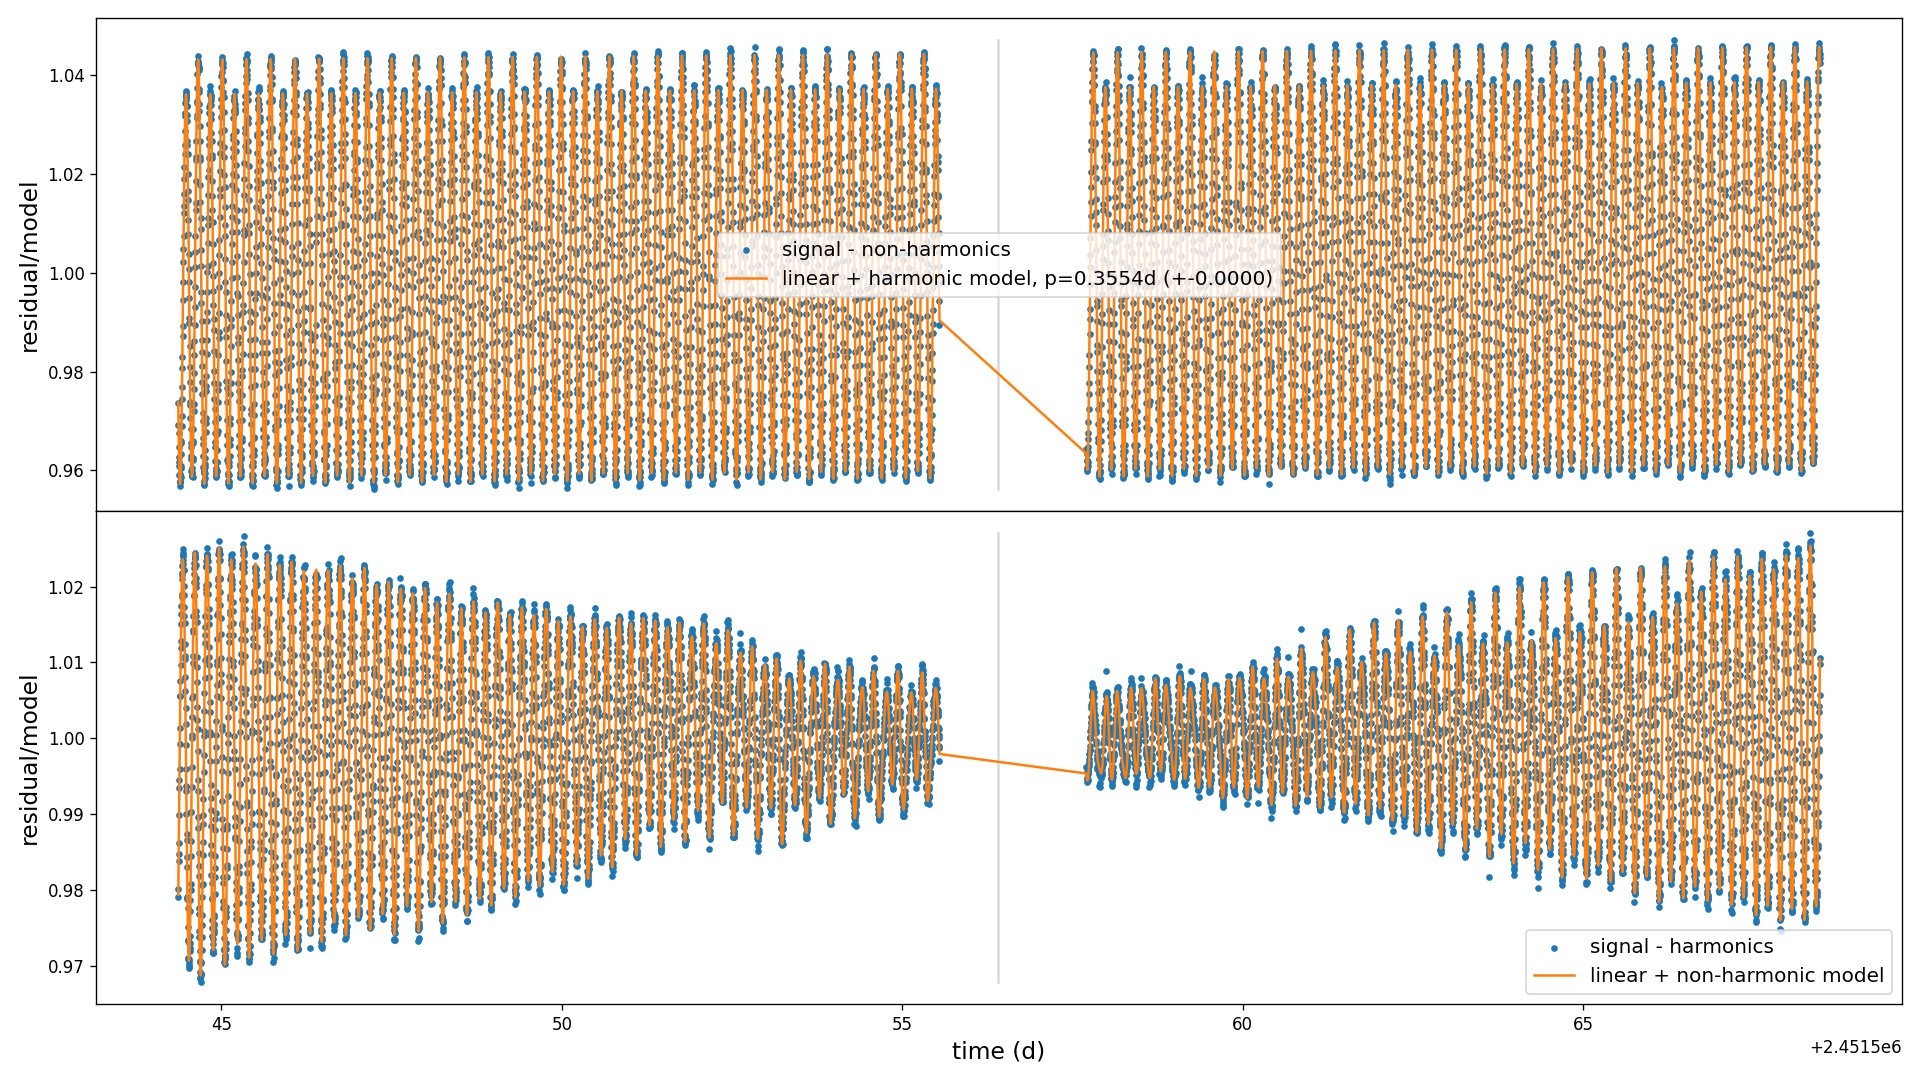 residual/model
1.04
1.02
1.00
0.98
0.96
signal - non-harmonics
linear + harmonic model, p=0.3554d (+-0.0000)
residual/model
1.02
1.01
1.00
0.99
0.98
0.97
signal - harmonics
linear + non-harmonic model
45 50 55 60 65
time (d)
+2.4515e6